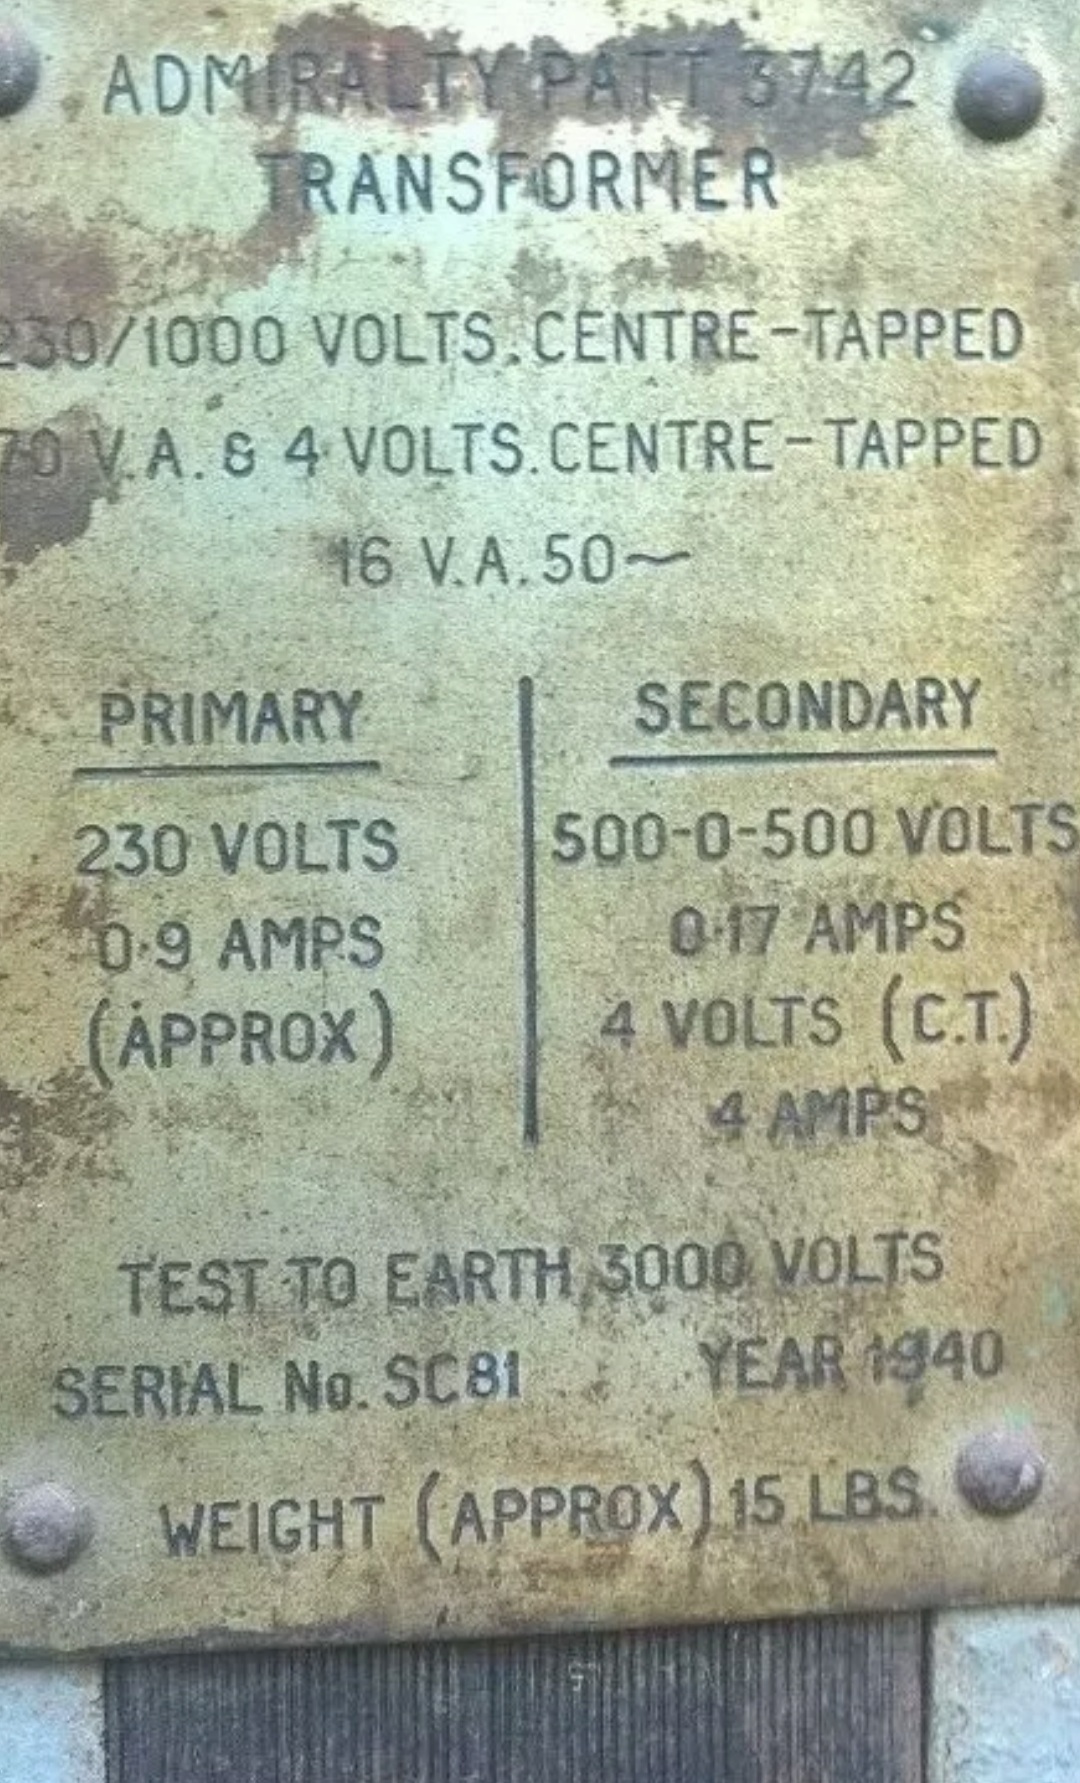 ADMIRALTY PATT 3742
TRANSFORMER
230/1000 VOLTS. CENTRE-TAPPED
70 V.A. & 4 VOLTS. CENTRE-TAPPED
16 V.A. 50~
PRIMARY
230 VOLTS
0·9 AMPS
(APPROX)
SECONDARY
500-0-500 VOLTS
0·17 AMPS
4 VOLTS (C.T.)
4 AMPS
TEST TO EARTH 3000 VOLTS
SERIAL No. SC81 YEAR 1940
WEIGHT (APPROX) 15 LBS.